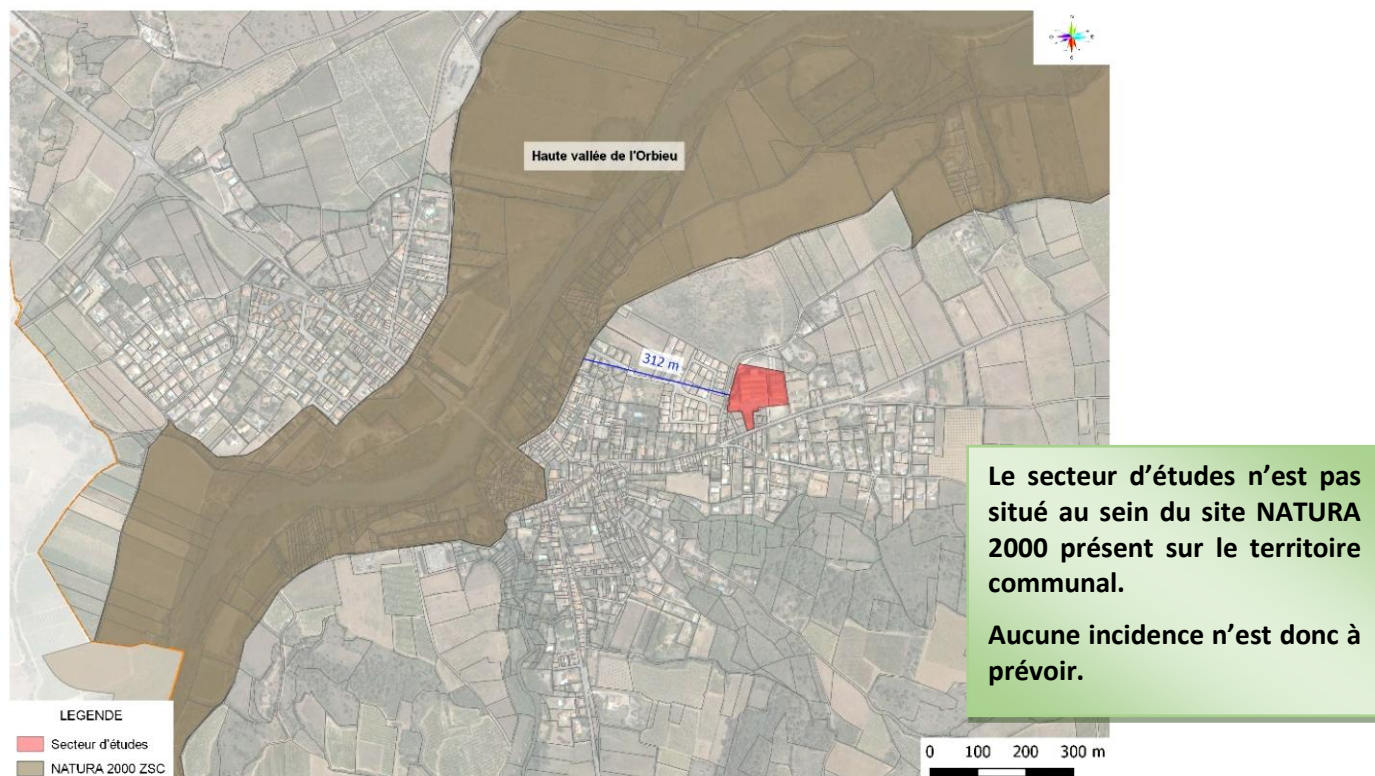 N
O
E
S
Haute vallée de l'Orbieu
312 m
Le secteur d’études n’est pas
situé au sein du site NATURA
2000 présent sur le territoire
communal.
Aucune incidence n’est donc à
prévoir.
LEGENDE
Secteur d'études
NATURA 2000 ZSC
0 100 200 300 m